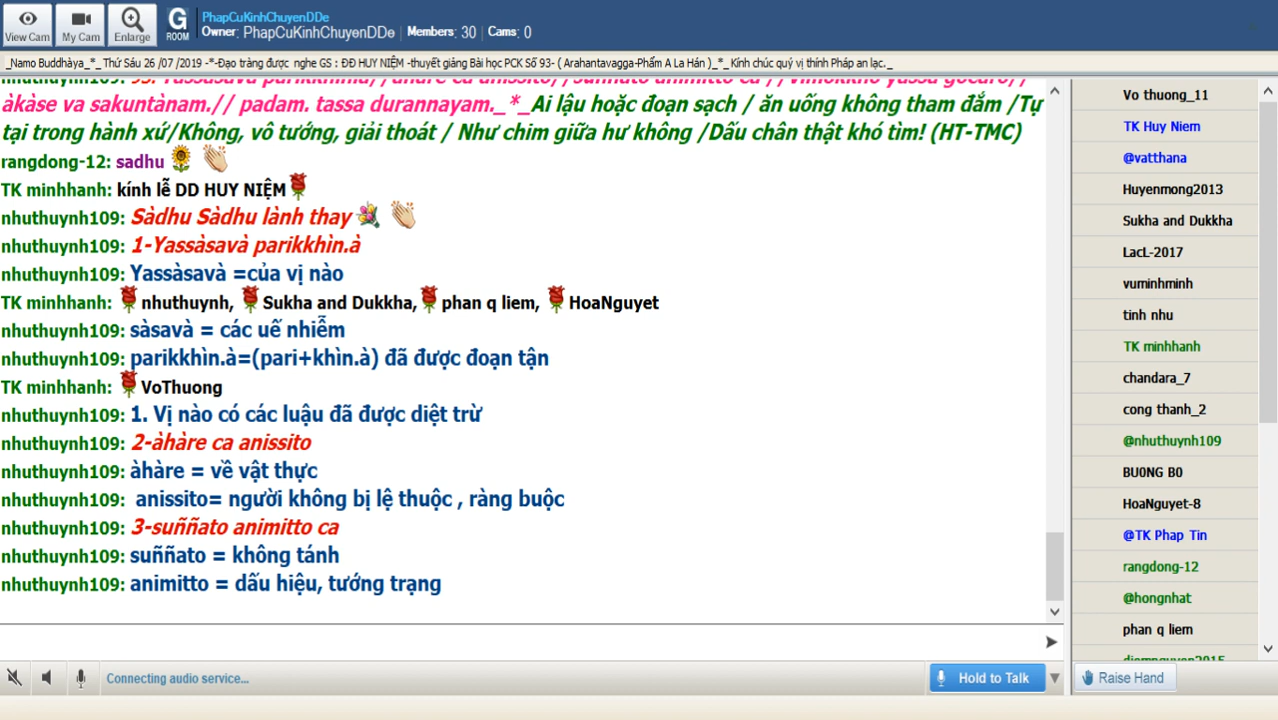 View Cam
My Cam
Enlarge
G
ROOM
PhapCuKinhChuyenDDe
Owner: PhapCuKinhChuyenDDe Members: 30 Cams: 0
_Namo Buddhàya_*_ Thứ Sáu 26 /07 /2019 -*-Đạo tràng được nghe GS : ĐĐ HUY NIỆM -thuyết giảng Bài học PCK Số 93- ( Arahantavagga-Phẩm A La Hán )_*_ Kính chúc quý vị thính Pháp an lạc._
àkàse va sakuntànam.// padam. tassa durannayam._*_Ai lậu hoặc đoạn sạch / ăn uống không tham đắm /Tự
tại trong hành xứ/Không, vô tướng, giải thoát / Như chim giữa hư không /Dấu chân thật khó tìm! (HT-TMC)
rangdong-12: sadhu
TK minhhanh: kính lễ DD HUY NIỆM
nhuthuynh109: Sàdhu Sàdhu lành thay
nhuthuynh109: 1-Yassàsavà parikkhìn.à
nhuthuynh109: Yassàsavà =của vị nào
TK minhhanh: nhuthuynh, Sukha and Dukkha, phan q liem, HoaNguyet
nhuthuynh109: sàsavà = các uế nhiễm
nhuthuynh109: parikkhìn.à=(pari+khìn.à) đã được đoạn tận
TK minhhanh: VoThuong
nhuthuynh109: 1. Vị nào có các luậu đã được diệt trừ
nhuthuynh109: 2-àhàre ca anissito
nhuthuynh109: àhàre = về vật thực
nhuthuynh109: anissito= người không bị lệ thuộc , ràng buộc
nhuthuynh109: 3-suññato animitto ca
nhuthuynh109: suññato = không tánh
nhuthuynh109: animitto = dấu hiệu, tướng trạng
Connecting audio service...
Hold to Talk
Vo thuong_11
TK Huy Niem
@vatthana
Huyenmong2013
Sukha and Dukkha
LacL-2017
vuminhminh
tinh nhu
TK minhhanh
chandara_7
cong thanh_2
@nhuthuynh109
BU0NG B0
HoaNguyet-8
@TK Phap Tin
rangdong-12
@hongnhat
phan q liem
diemnguyen2015
Raise Hand